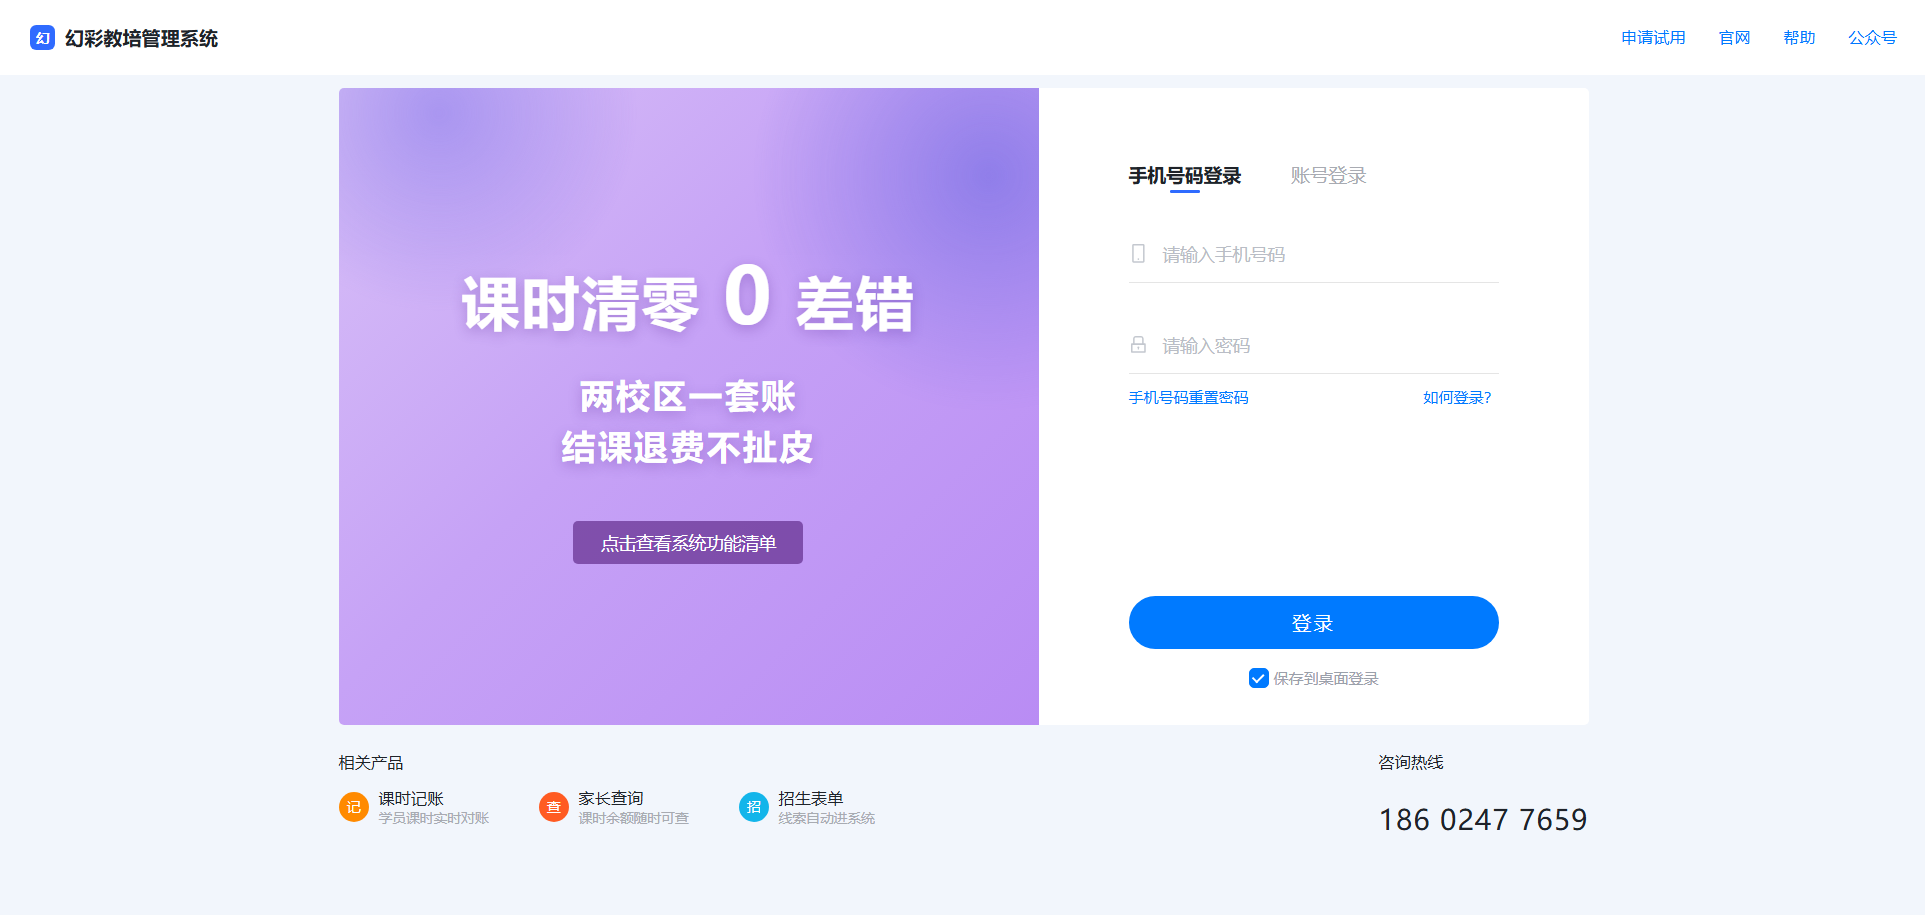 幻 幻彩教培管理系统
申请试用 官网 帮助 公众号
课时清零 0 差错
两校区一套账
结课退费不扯皮
点击查看系统功能清单
手机号码登录 账号登录
请输入手机号码
请输入密码
手机号码重置密码 如何登录?
登录
保存到桌面登录
相关产品
记 课时记账
学员课时实时对账
查 家长查询
课时余额随时可查
招 招生表单
线索自动进系统
咨询热线
186 0247 7659